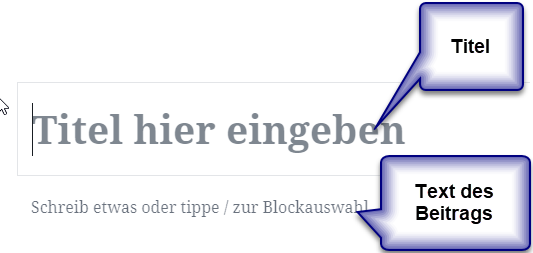 Titel
Titel hier eingeben
Text des
Beitrags
Schreib etwas oder tippe / zur Blockauswahl